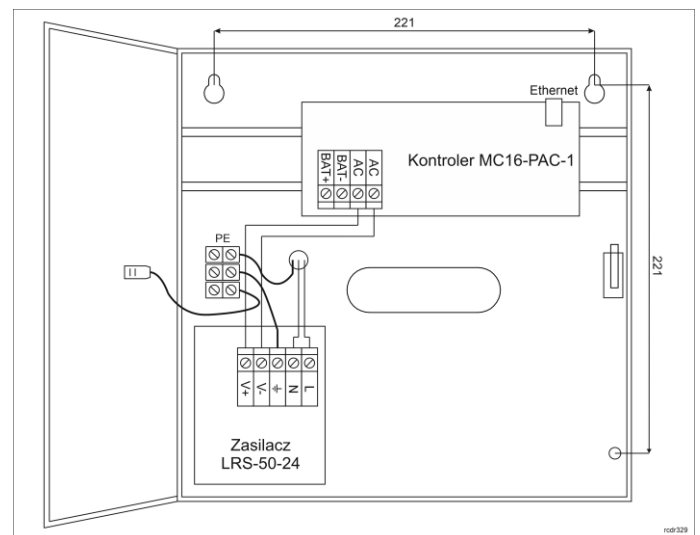 221
Ethernet
BAT+
BAT-
AC
AC
Kontroler MC16-PAC-1
PE
221
V+
V-
N
L
Zasilacz
LRS-50-24
rcdr329